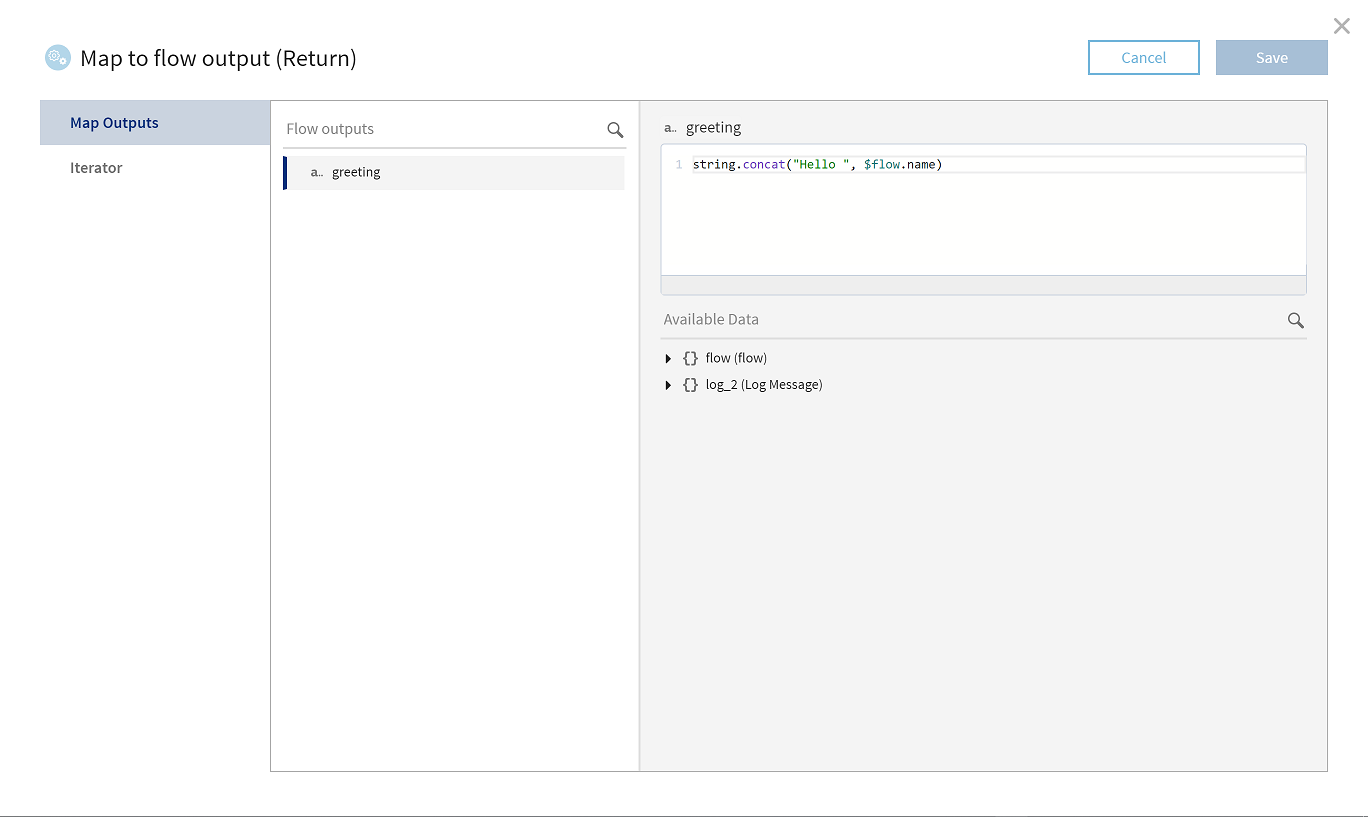 Map to flow output (Return)
Cancel
Save
Map Outputs
Iterator
Flow outputs
a.. greeting
a.. greeting
1 string.concat("Hello ", $flow.name)
Available Data
{} flow (flow)
{} log_2 (Log Message)